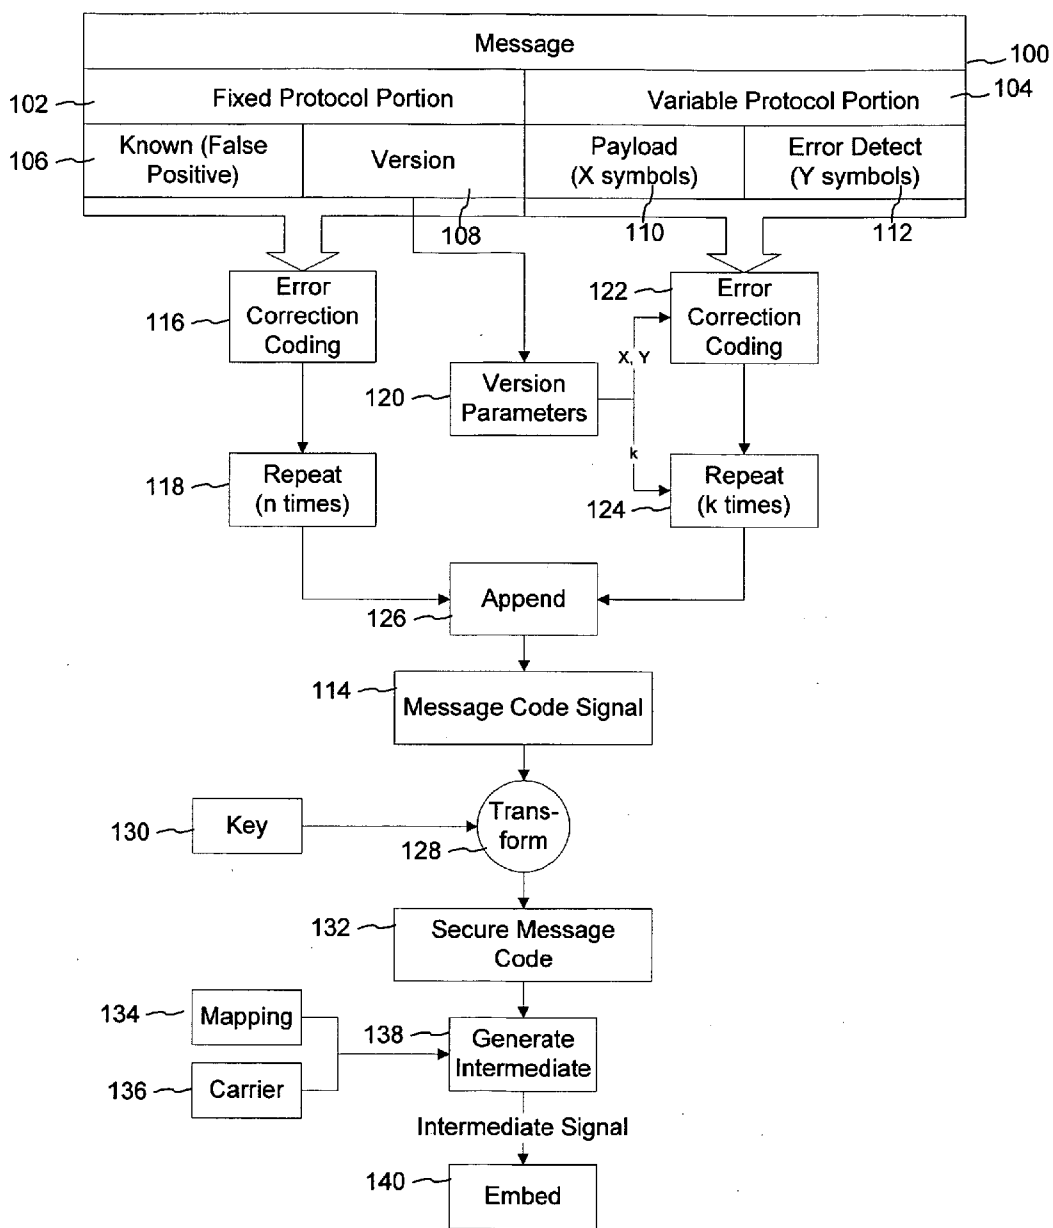 Message
100
102
Fixed Protocol Portion
Variable Protocol Portion
104
106
Known (False
Positive)
Version
Payload
(X symbols)
Error Detect
(Y symbols)
108
110
112
116
Error
Correction
Coding
122
Error
Correction
Coding
X, Y
120
Version
Parameters
k
118
Repeat
(n times)
124
Repeat
(k times)
126
Append
114
Message Code Signal
130
Key
Trans-
form
128
132
Secure Message
Code
134
Mapping
138
Generate
Intermediate
136
Carrier
Intermediate Signal
140
Embed